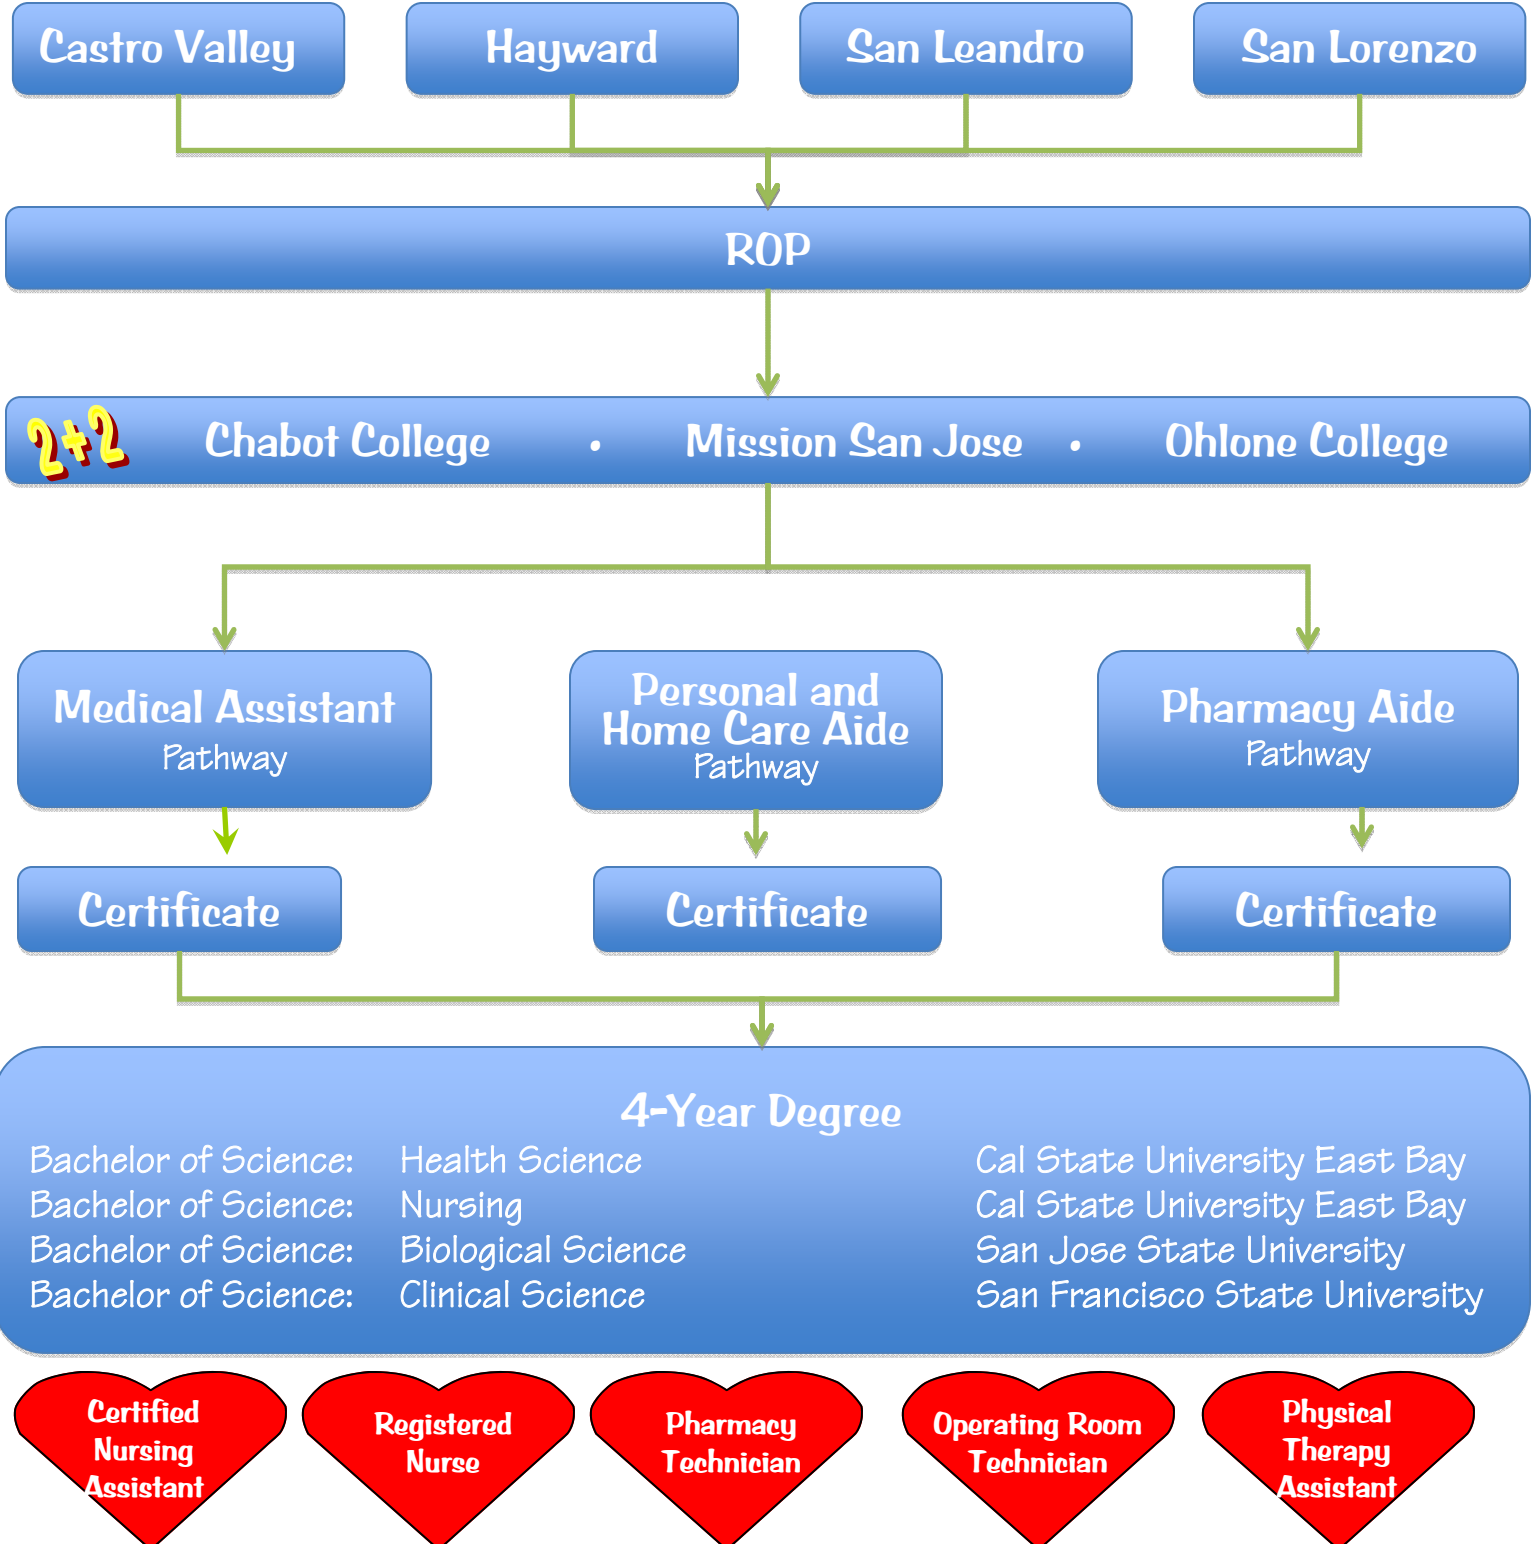 Castro Valley
Hayward
San Leandro
San Lorenzo
ROP
2+2
Chabot College • Mission San Jose • Ohlone College
Medical Assistant
Pathway
Personal and
Home Care Aide
Pathway
Pharmacy Aide
Pathway
Certificate
Certificate
Certificate
4-Year Degree
Bachelor of Science: Health Science Cal State University East Bay
Bachelor of Science: Nursing Cal State University East Bay
Bachelor of Science: Biological Science San Jose State University
Bachelor of Science: Clinical Science San Francisco State University
Certified
Nursing
Assistant
Registered
Nurse
Pharmacy
Technician
Operating Room
Technician
Physical
Therapy
Assistant